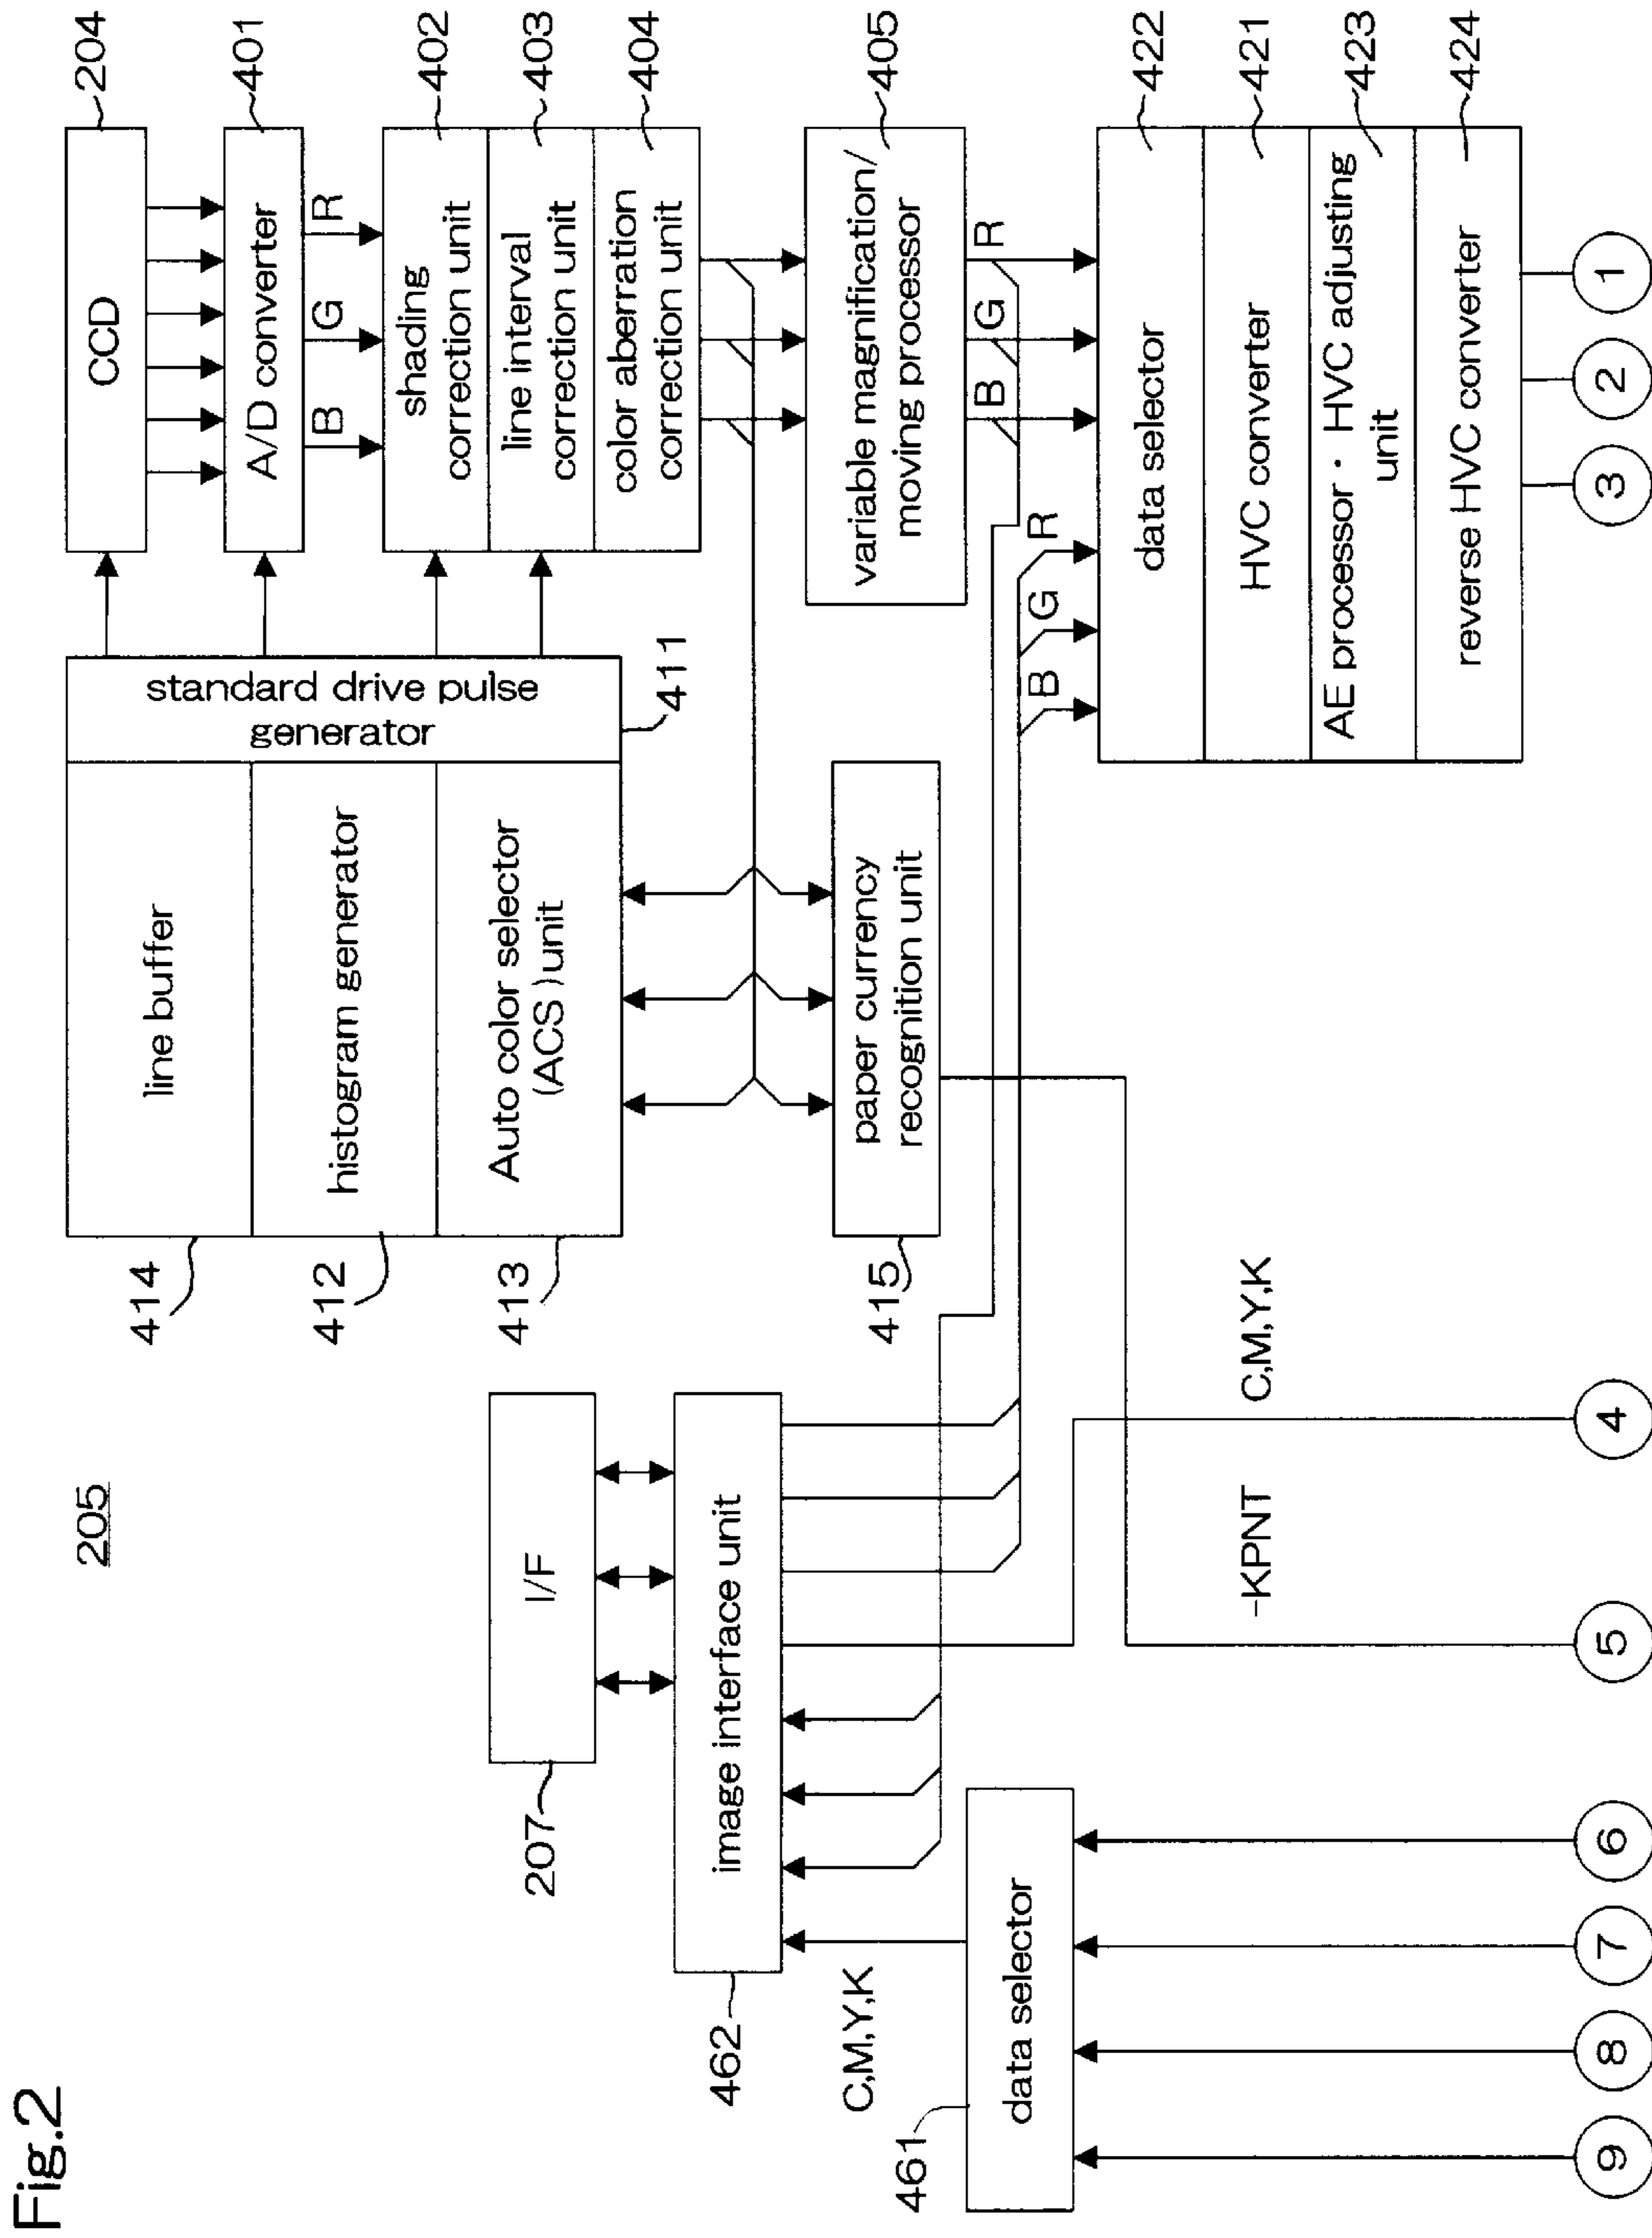 Fig.2
205
CCD
204
A/D converter
401
B
G
R
shading
correction unit
402
line interval
correction unit
403
color aberration
correction unit
404
standard drive pulse
generator
411
line buffer
414
histogram generator
412
Auto color selector
(ACS)unit
413
variable magnification/
moving processor
405
B
G
R
paper currency
recognition unit
415
B
G
R
data selector
422
HVC converter
421
AE processor・HVC adjusting
unit
423
reverse HVC converter
424
I/F
207
image interface unit
462
C,M,Y,K
data selector
461
-KPNT
C,M,Y,K
9
8
7
6
5
4
3
2
1